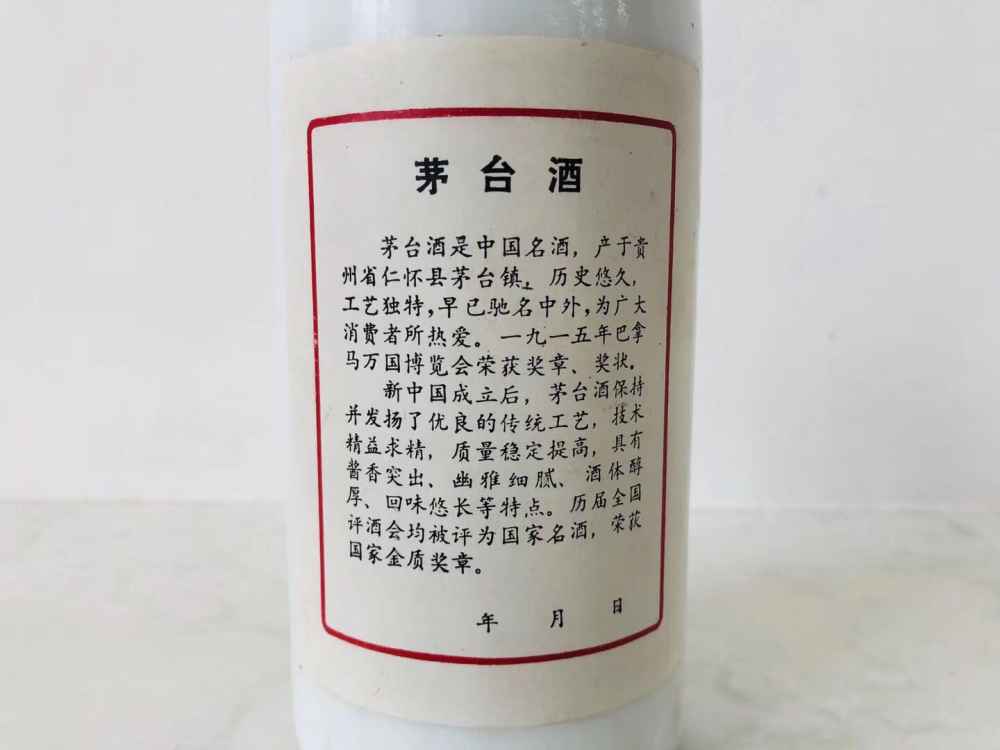 茅台酒
茅台酒是中国名酒，产于贵
州省仁怀县茅台镇。历史悠久，
工艺独特，早已驰名中外，为广大
消费者所热爱。一九一五年巴拿
马万国博览会荣获奖章、奖状。
新中国成立后，茅台酒保持
并发扬了优良的传统工艺，技术
精益求精，质量稳定提高，具有
酱香突出、幽雅细腻、酒体醇
厚、回味悠长等特点。历届全国
评酒会均被评为国家名酒，荣获
国家金质奖章。
年 月 日